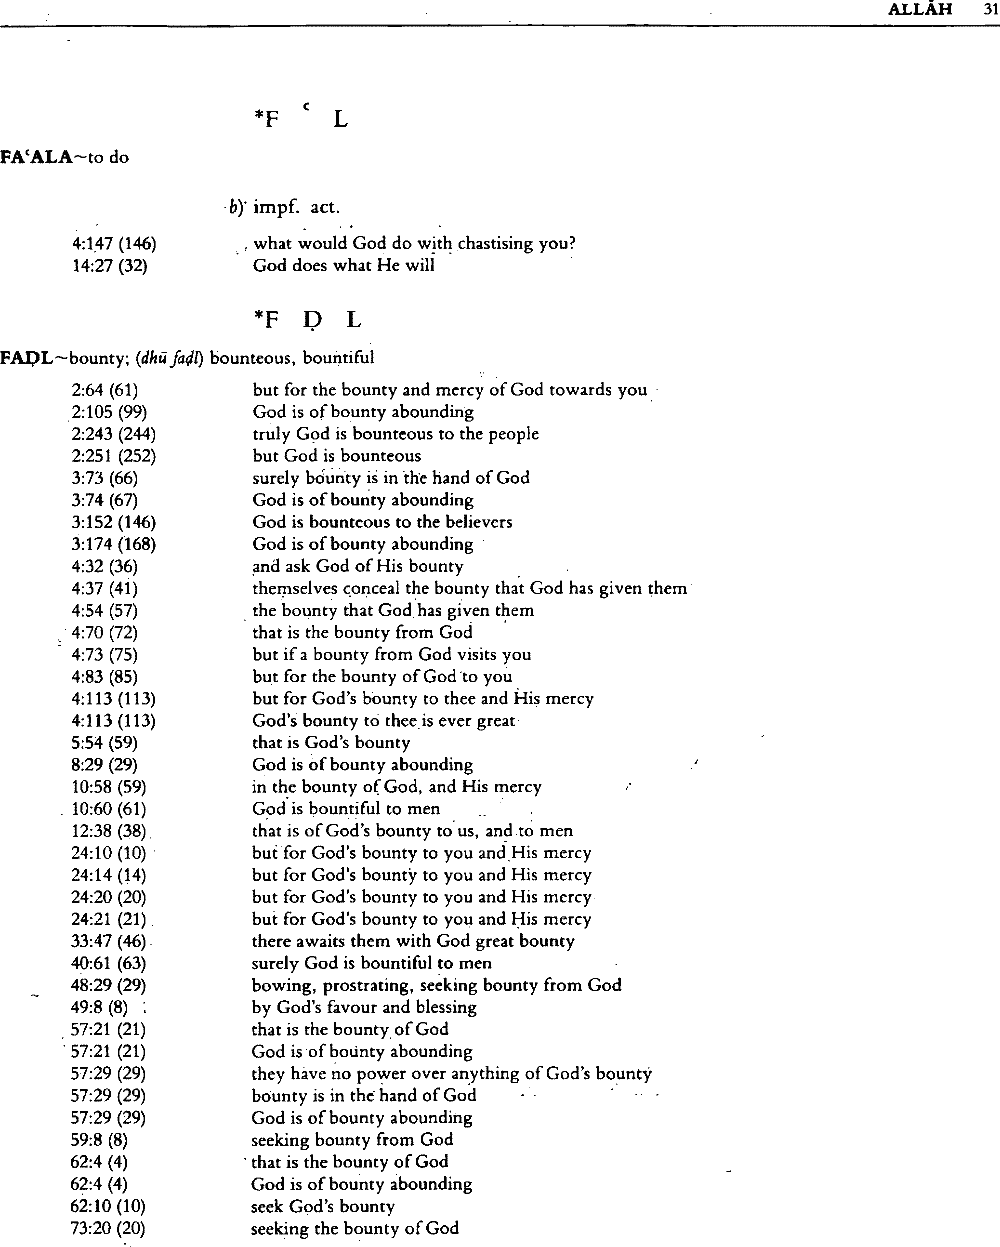 ALLĀH 31
*F ʿ L
FAʿALA~to do
b) impf. act.
4:147 (146) what would God do with chastising you?
14:27 (32) God does what He will
*F Ḍ L
FAḌL~bounty; (dhū faḍl) bounteous, bountiful
2:64 (61) but for the bounty and mercy of God towards you
2:105 (99) God is of bounty abounding
2:243 (244) truly God is bounteous to the people
2:251 (252) but God is bounteous
3:73 (66) surely bounty is in the hand of God
3:74 (67) God is of bounty abounding
3:152 (146) God is bounteous to the believers
3:174 (168) God is of bounty abounding
4:32 (36) and ask God of His bounty
4:37 (41) themselves conceal the bounty that God has given them
4:54 (57) the bounty that God has given them
4:70 (72) that is the bounty from God
4:73 (75) but if a bounty from God visits you
4:83 (85) but for the bounty of God to you
4:113 (113) but for God's bounty to thee and His mercy
4:113 (113) God's bounty to thee is ever great
5:54 (59) that is God's bounty
8:29 (29) God is of bounty abounding
10:58 (59) in the bounty of God, and His mercy
10:60 (61) God is bountiful to men
12:38 (38) that is of God's bounty to us, and to men
24:10 (10) but for God's bounty to you and His mercy
24:14 (14) but for God's bounty to you and His mercy
24:20 (20) but for God's bounty to you and His mercy
24:21 (21) but for God's bounty to you and His mercy
33:47 (46) there awaits them with God great bounty
40:61 (63) surely God is bountiful to men
48:29 (29) bowing, prostrating, seeking bounty from God
49:8 (8) by God's favour and blessing
57:21 (21) that is the bounty of God
57:21 (21) God is of bounty abounding
57:29 (29) they have no power over anything of God's bounty
57:29 (29) bounty is in the hand of God
57:29 (29) God is of bounty abounding
59:8 (8) seeking bounty from God
62:4 (4) that is the bounty of God
62:4 (4) God is of bounty abounding
62:10 (10) seek God's bounty
73:20 (20) seeking the bounty of God